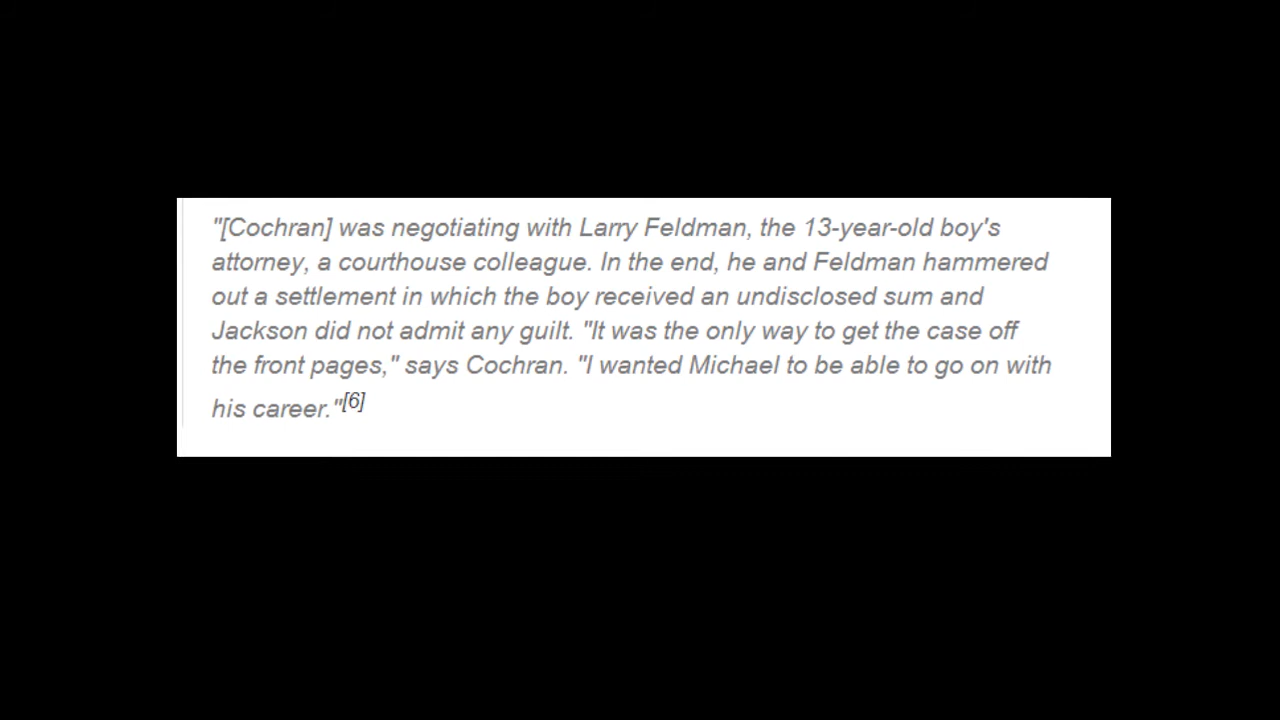 "[Cochran] was negotiating with Larry Feldman, the 13-year-old boy's
attorney, a courthouse colleague. In the end, he and Feldman hammered
out a settlement in which the boy received an undisclosed sum and
Jackson did not admit any guilt. "It was the only way to get the case off
the front pages," says Cochran. "I wanted Michael to be able to go on with
his career."[6]